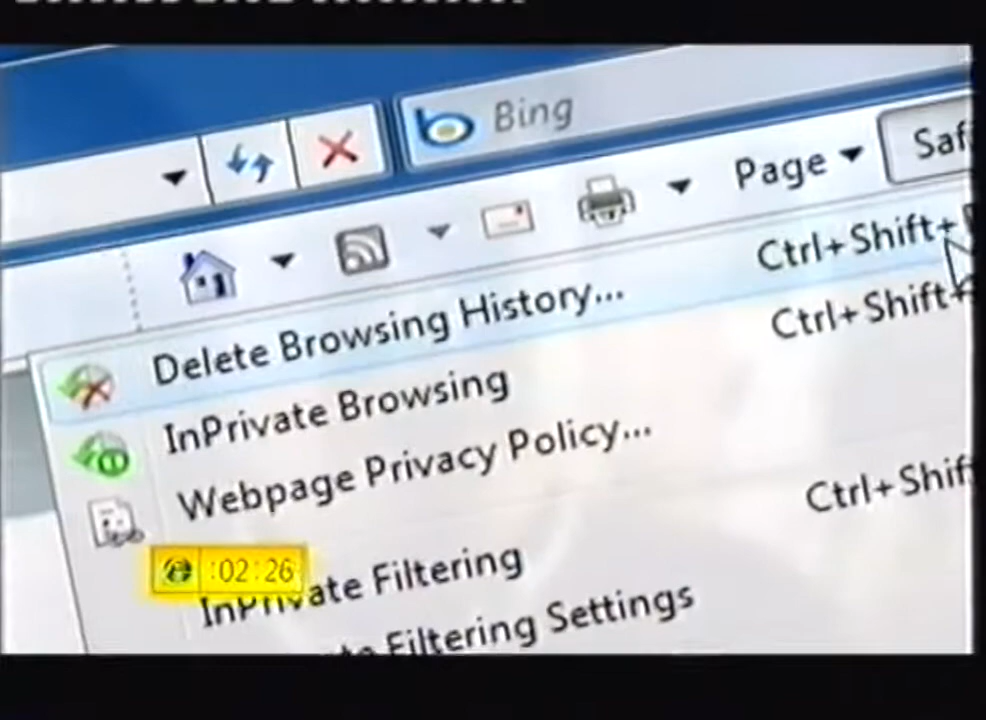 Bing
Page
Saf
Delete Browsing History... Ctrl+Shift+
InPrivate Browsing Ctrl+Shift+
Webpage Privacy Policy...
InPrivate Filtering Ctrl+Shif
Filtering Settings
:02:26